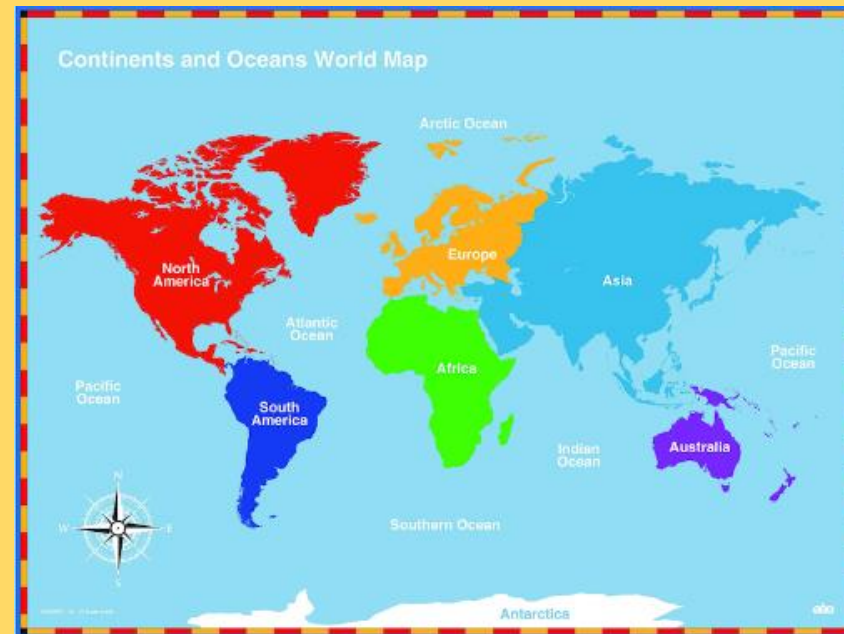 Continents and Oceans World Map
Arctic Ocean
North
America
Europe
Asia
Atlantic
Ocean
Pacific
Ocean
Africa
Pacific
Ocean
South
America
Indian
Ocean
Australia
N
W
E
S
Southern Ocean
Antarctica